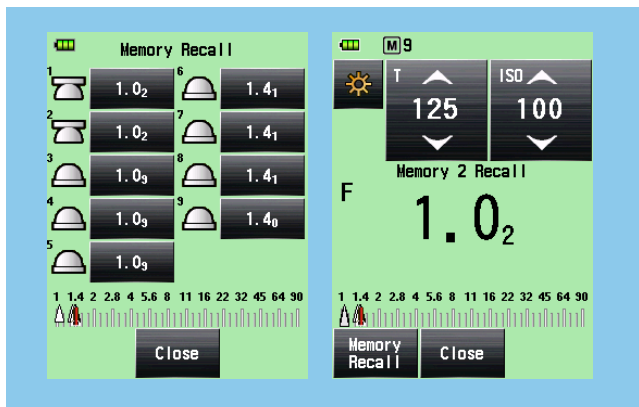 Memory Recall
1 1.0₂ 6 1.4₁
2 1.0₂ 7 1.4₁
3 1.0₉ 8 1.4₁
4 1.0₉ 9 1.4₀
5 1.0₉
1 1.4 2 2.8 4 5.6 8 11 16 22 32 45 64 90
Close
M 9
T ISO
125 100
Memory 2 Recall
F 1.0₂
1 1.4 2 2.8 4 5.6 8 11 16 22 32 45 64 90
Memory
Recall Close